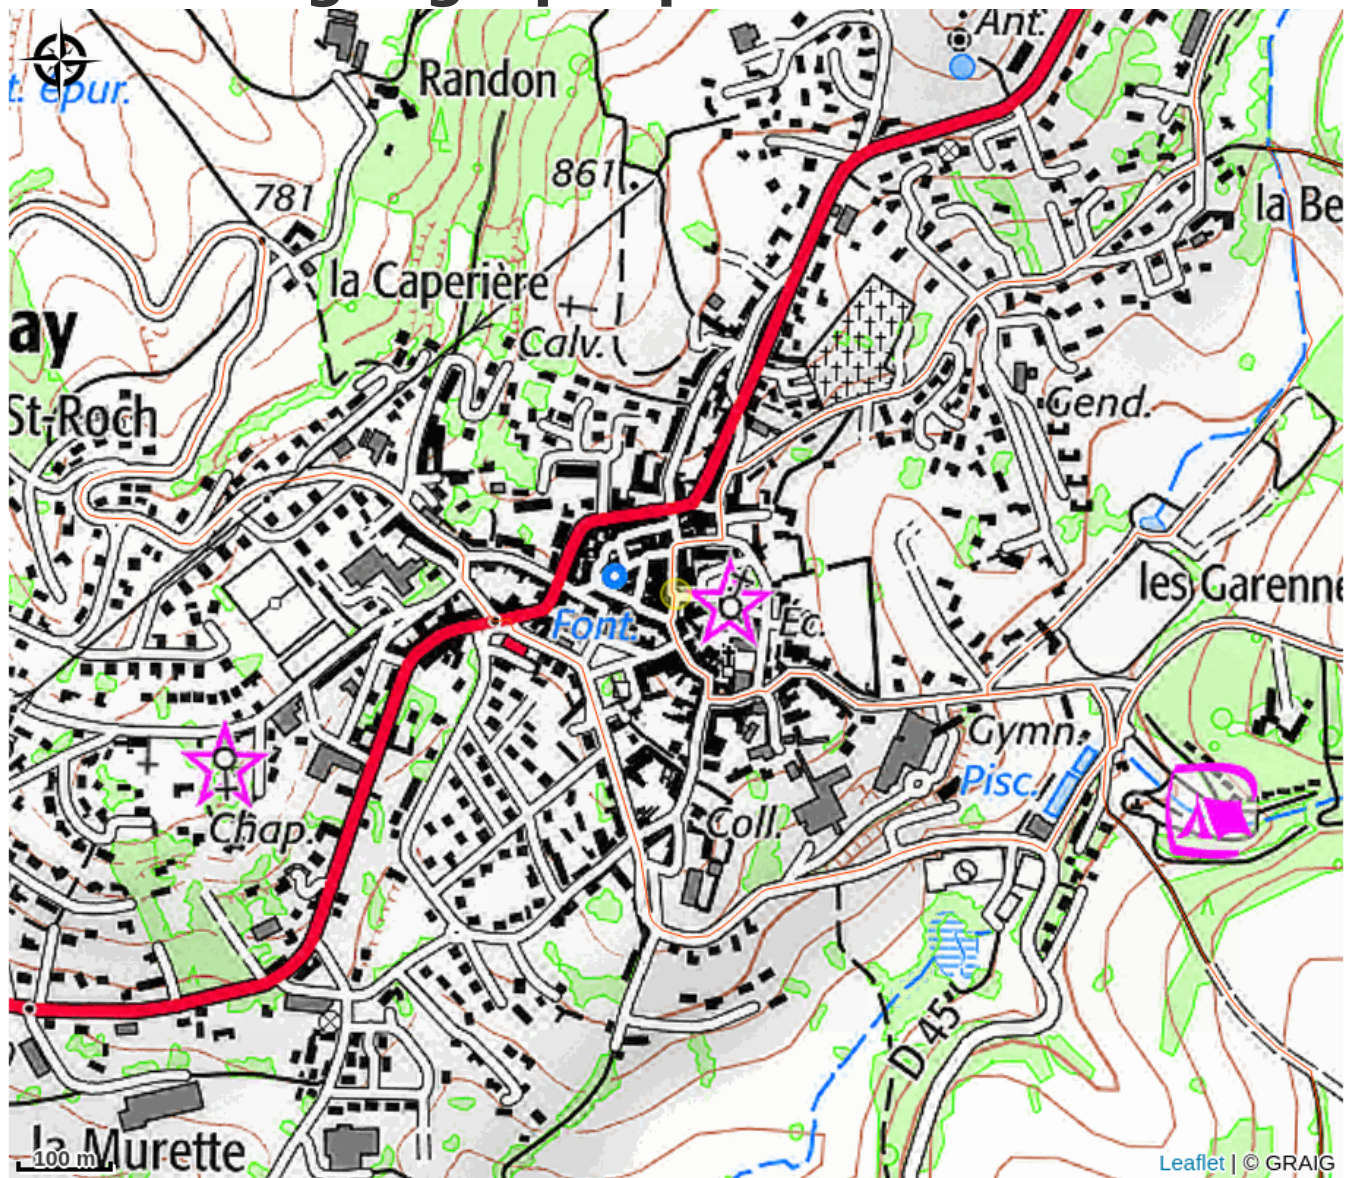 Ant.
Randon
t. épur.
861
781
la Be
la Caperière
ay
Calv.
Gend.
St-Roch
les Garenne
Font.
Ec.
Gymn.
Pisc.
Chap.
Coll.
D 45
la Murette
100 m
Leaflet | © GRAIG